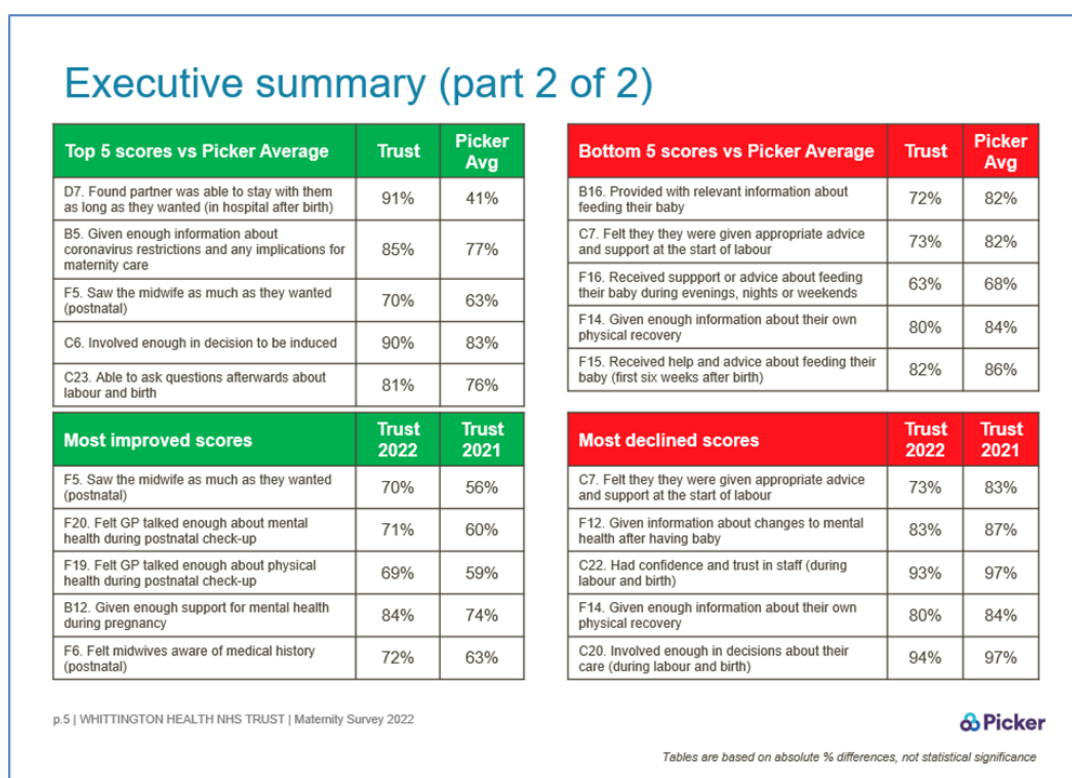 Executive summary (part 2 of 2)
Top 5 scores vs Picker Average Trust Picker Avg
D7. Found partner was able to stay with them
as long as they wanted (in hospital after birth) 91% 41%
B5. Given enough information about
coronavirus restrictions and any implications for
maternity care 85% 77%
F5. Saw the midwife as much as they wanted
(postnatal) 70% 63%
C6. Involved enough in decision to be induced 90% 83%
C23. Able to ask questions afterwards about
labour and birth 81% 76%
Bottom 5 scores vs Picker Average Trust Picker Avg
B16. Provided with relevant information about
feeding their baby 72% 82%
C7. Felt they they were given appropriate advice
and support at the start of labour 73% 82%
F16. Received suppport or advice about feeding
their baby during evenings, nights or weekends 63% 68%
F14. Given enough information about their own
physical recovery 80% 84%
F15. Received help and advice about feeding their
baby (first six weeks after birth) 82% 86%
Most improved scores Trust 2022 Trust 2021
F5. Saw the midwife as much as they wanted
(postnatal) 70% 56%
F20. Felt GP talked enough about mental
health during postnatal check-up 71% 60%
F19. Felt GP talked enough about physical
health during postnatal check-up 69% 59%
B12. Given enough support for mental health
during pregnancy 84% 74%
F6. Felt midwives aware of medical history
(postnatal) 72% 63%
Most declined scores Trust 2022 Trust 2021
C7. Felt they they were given appropriate advice
and support at the start of labour 73% 83%
F12. Given information about changes to mental
health after having baby 83% 87%
C22. Had confidence and trust in staff (during
labour and birth) 93% 97%
F14. Given enough information about their own
physical recovery 80% 84%
C20. Involved enough in decisions about their
care (during labour and birth) 94% 97%
p.5 | WHITTINGTON HEALTH NHS TRUST | Maternity Survey 2022
Picker
Tables are based on absolute % differences, not statistical significance